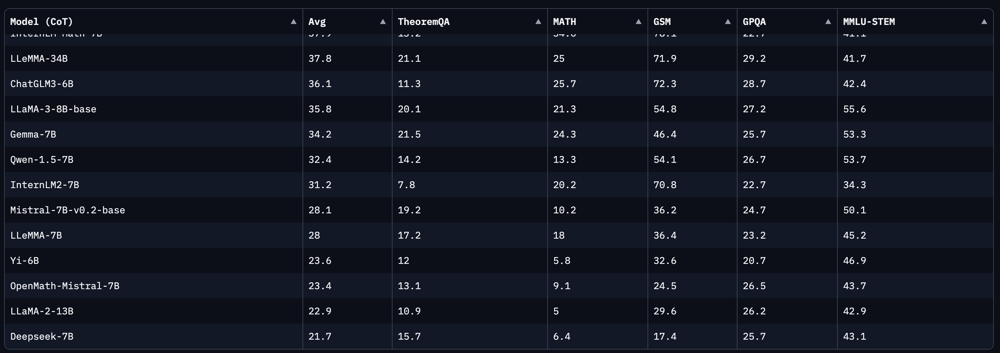 Model (CoT) ▲ Avg ▲ TheoremQA ▲ MATH ▲ GSM ▲ GPQA ▲ MMLU-STEM ▲
LLeMMA-34B 37.8 21.1 25 71.9 29.2 41.7
ChatGLM3-6B 36.1 11.3 25.7 72.3 28.7 42.4
LLaMA-3-8B-base 35.8 20.1 21.3 54.8 27.2 55.6
Gemma-7B 34.2 21.5 24.3 46.4 25.7 53.3
Qwen-1.5-7B 32.4 14.2 13.3 54.1 26.7 53.7
InternLM2-7B 31.2 7.8 20.2 70.8 22.7 34.3
Mistral-7B-v0.2-base 28.1 19.2 10.2 36.2 24.7 50.1
LLeMMA-7B 28 17.2 18 36.4 23.2 45.2
Yi-6B 23.6 12 5.8 32.6 20.7 46.9
OpenMath-Mistral-7B 23.4 13.1 9.1 24.5 26.5 43.7
LLaMA-2-13B 22.9 10.9 5 29.6 26.2 42.9
Deepseek-7B 21.7 15.7 6.4 17.4 25.7 43.1